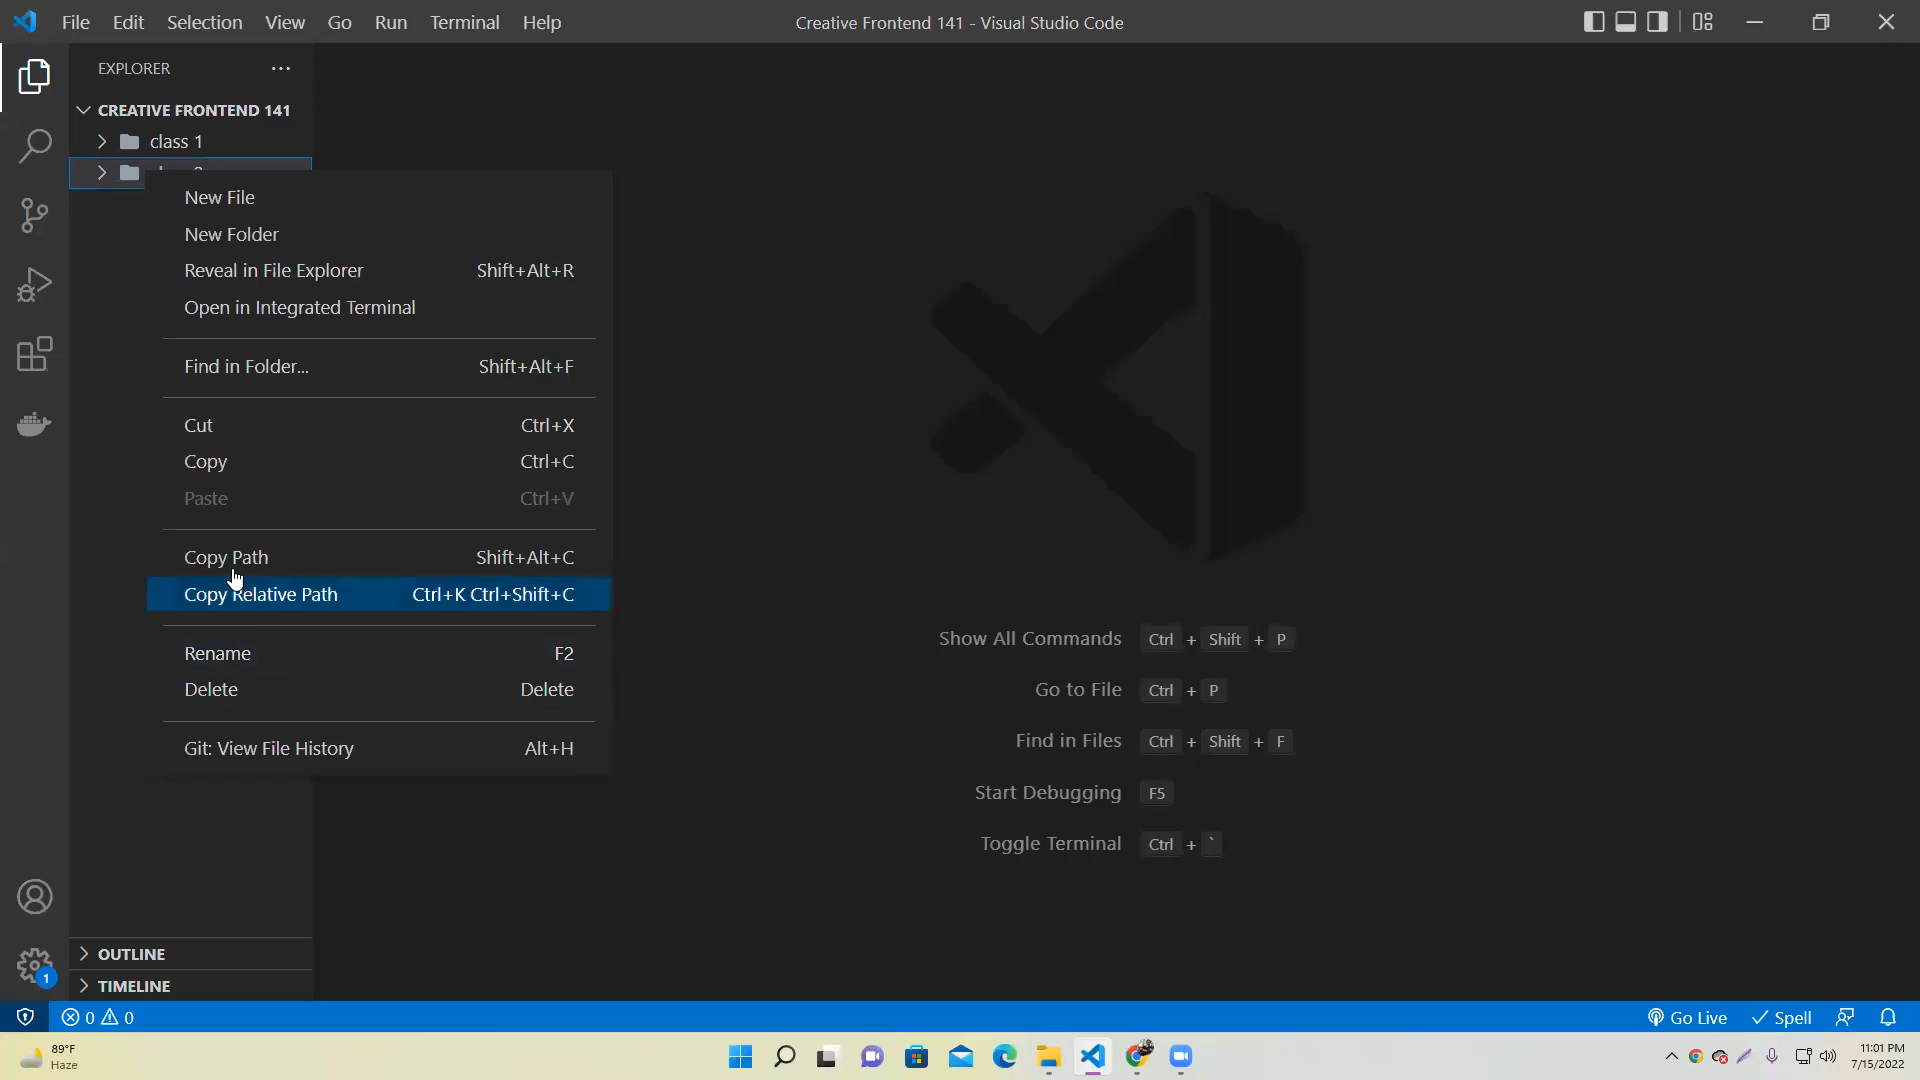 File Edit Selection View Go Run Terminal Help
Creative Frontend 141 - Visual Studio Code
EXPLORER
CREATIVE FRONTEND 141
class 1
New File
New Folder
Reveal in File Explorer Shift+Alt+R
Open in Integrated Terminal
Find in Folder... Shift+Alt+F
Cut Ctrl+X
Copy Ctrl+C
Paste Ctrl+V
Copy Path Shift+Alt+C
Copy Relative Path Ctrl+K Ctrl+Shift+C
Rename F2
Delete Delete
Git: View File History Alt+H
Show All Commands Ctrl + Shift + P
Go to File Ctrl + P
Find in Files Ctrl + Shift + F
Start Debugging F5
Toggle Terminal Ctrl + `
1
OUTLINE
TIMELINE
0 0
Go Live Spell
89°F
Haze
11:01 PM
7/15/2022